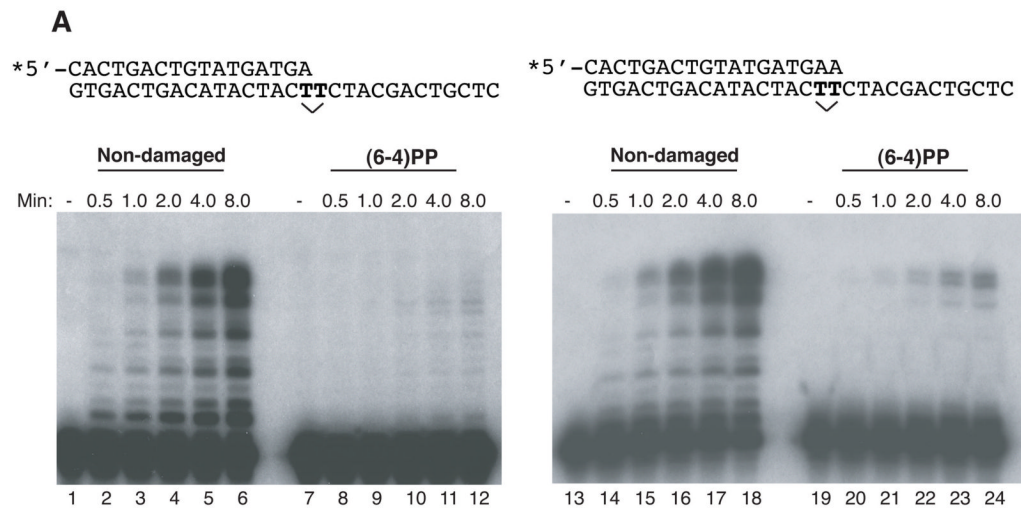 A
*5′-CACTGACTGTATGATGA
GTGACTGACATACTACTTCTACGACTGCTC
Non-damaged (6-4)PP
Min: - 0.5 1.0 2.0 4.0 8.0 - 0.5 1.0 2.0 4.0 8.0
1 2 3 4 5 6 7 8 9 10 11 12
*5′-CACTGACTGTATGATGAA
GTGACTGACATACTACTTCTACGACTGCTC
Non-damaged (6-4)PP
- 0.5 1.0 2.0 4.0 8.0 - 0.5 1.0 2.0 4.0 8.0
13 14 15 16 17 18 19 20 21 22 23 24